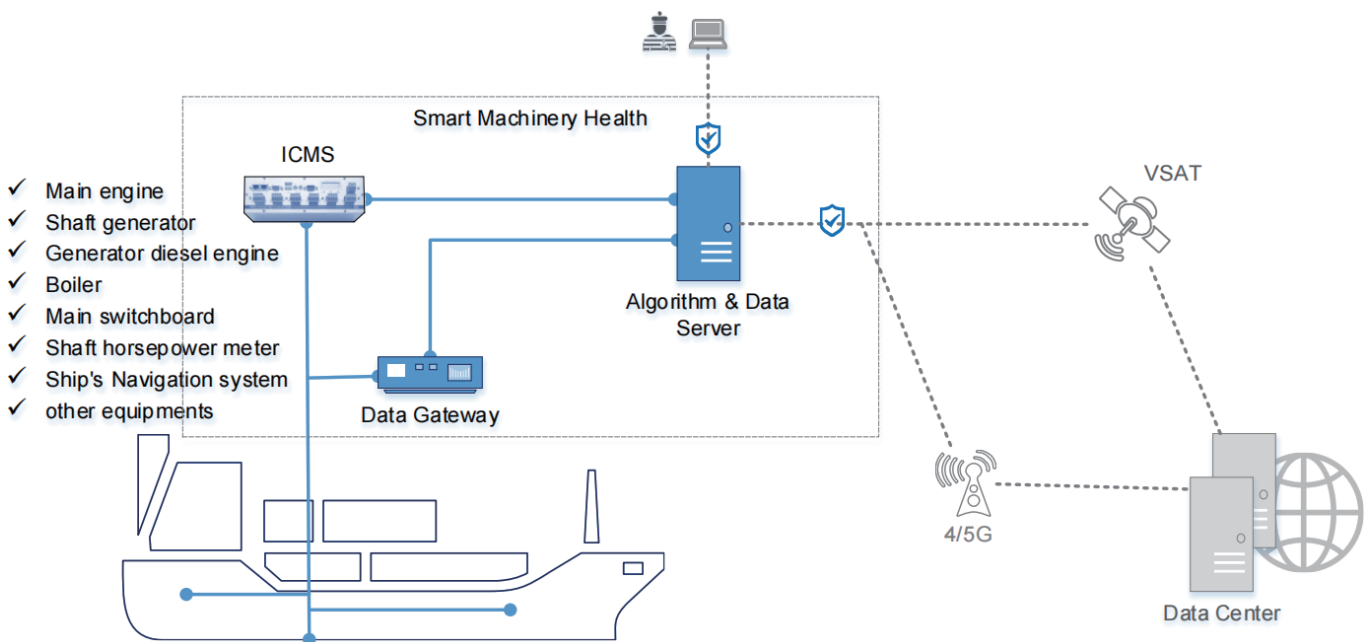 Smart Machinery Health
ICMS
✓ Main engine
✓ Shaft generator
✓ Generator diesel engine
✓ Boiler
✓ Main switchboard
✓ Shaft horsepower meter
✓ Ship's Navigation system
✓ other equipments
Algorithm & Data
Server
Data Gateway
VSAT
4/5G
Data Center